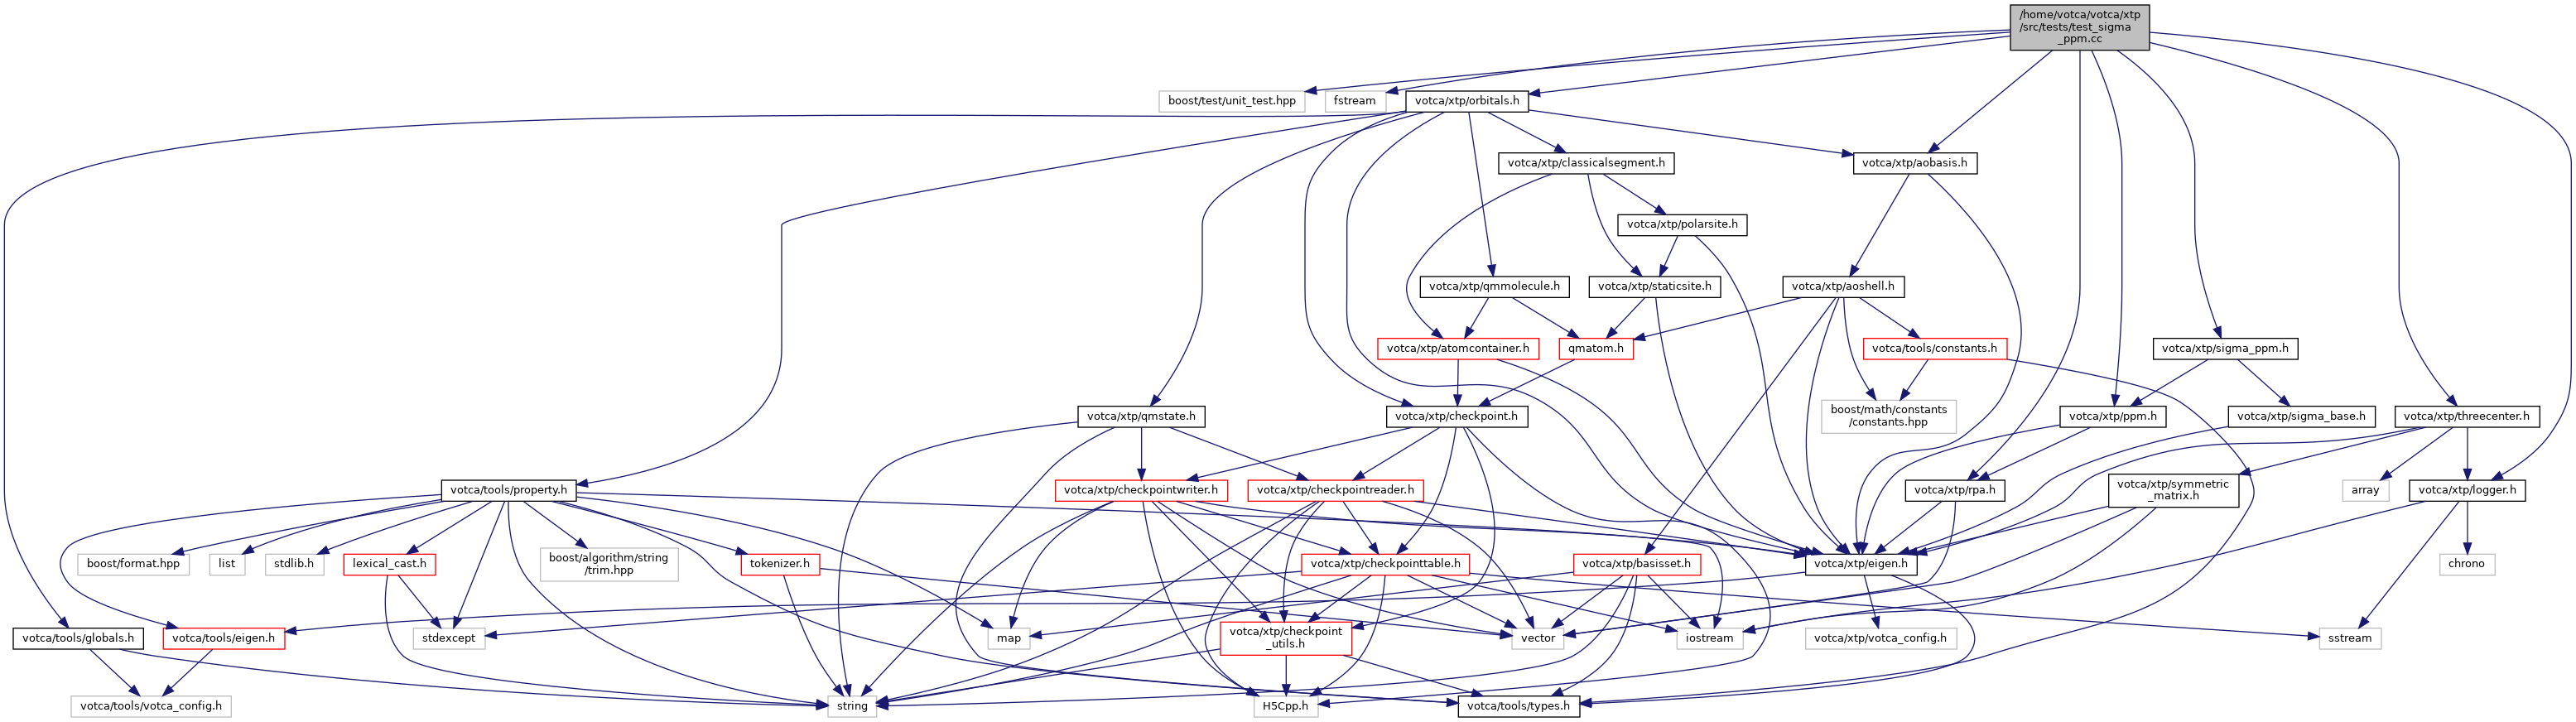 /home/votca/votca/xtp
/src/tests/test_sigma
_ppm.cc
boost/test/unit_test.hpp
fstream
votca/xtp/orbitals.h
votca/xtp/classicalsegment.h
votca/xtp/aobasis.h
votca/xtp/polarsite.h
votca/xtp/qmmolecule.h
votca/xtp/staticsite.h
votca/xtp/aoshell.h
votca/xtp/atomcontainer.h
qmatom.h
votca/tools/constants.h
votca/xtp/sigma_ppm.h
votca/xtp/qmstate.h
votca/xtp/checkpoint.h
boost/math/constants
/constants.hpp
votca/xtp/ppm.h
votca/xtp/sigma_base.h
votca/xtp/threecenter.h
votca/tools/property.h
votca/xtp/checkpointwriter.h
votca/xtp/checkpointreader.h
votca/xtp/rpa.h
votca/xtp/symmetric
_matrix.h
array
votca/xtp/logger.h
boost/format.hpp
list
stdlib.h
lexical_cast.h
boost/algorithm/string
/trim.hpp
tokenizer.h
votca/xtp/checkpointtable.h
votca/xtp/basisset.h
votca/xtp/eigen.h
chrono
votca/tools/globals.h
votca/tools/eigen.h
stdexcept
map
votca/xtp/checkpoint
_utils.h
vector
iostream
votca/xtp/votca_config.h
sstream
votca/tools/votca_config.h
string
H5Cpp.h
votca/tools/types.h